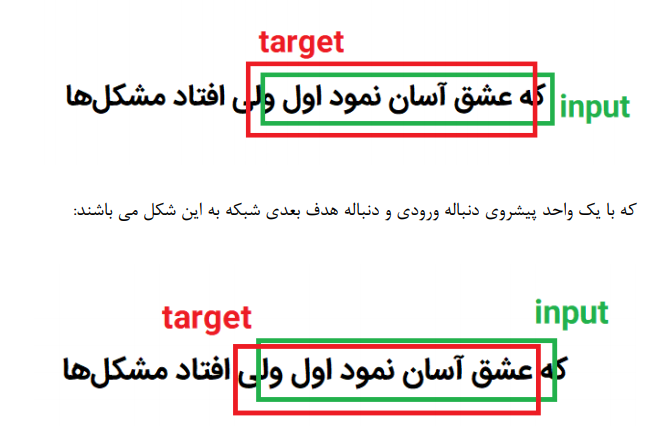 target
که عشق آسان نمود اول ولی افتاد مشکل‌ها
input
که با یک واحد پیشروی دنباله ورودی و دنباله هدف بعدی شبکه به این شکل می باشند:
input
target
که عشق آسان نمود اول ولی افتاد مشکل‌ها